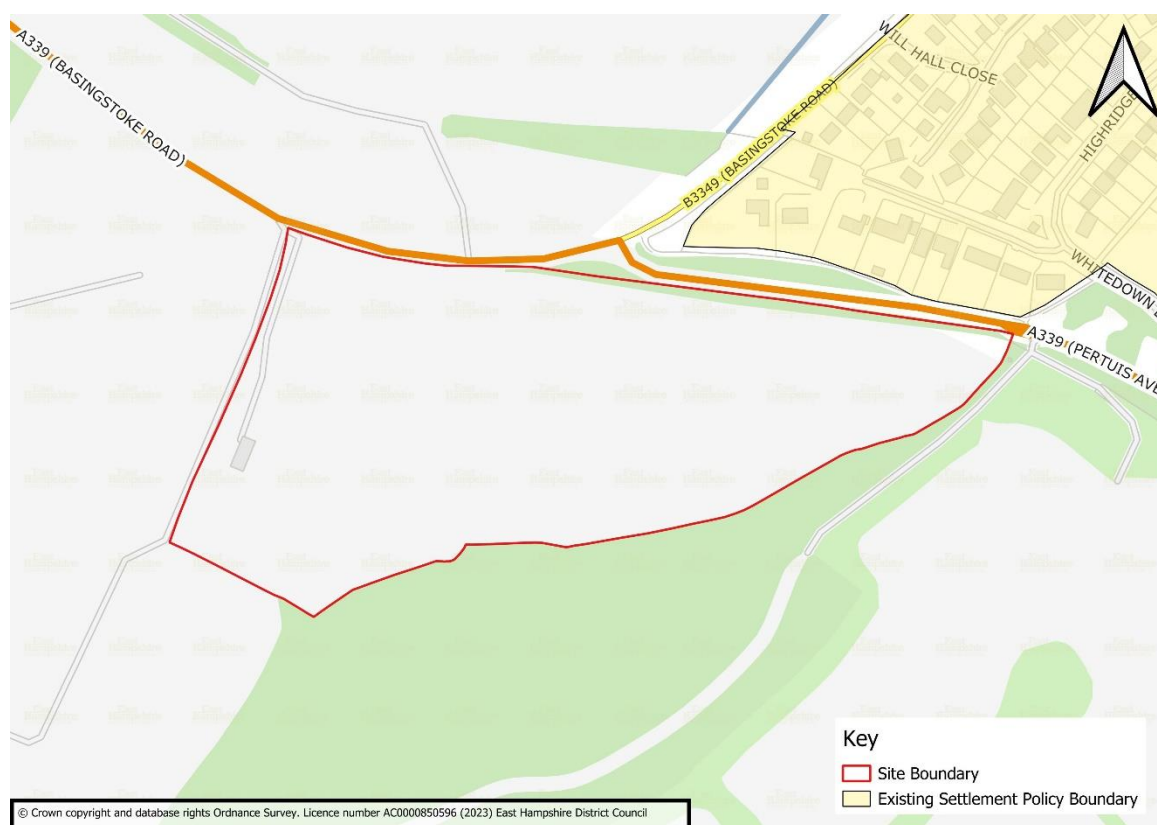 A339 (BASINGSTOKE ROAD)
WILL HALL CLOSE
HIGHRIDGE
B3349 (BASINGSTOKE ROAD)
WHITEDOWN
A339 (PERTUIS AVE
Key
Site Boundary
Existing Settlement Policy Boundary
© Crown copyright and database rights Ordnance Survey. Licence number AC0000850596 (2023) East Hampshire District Council